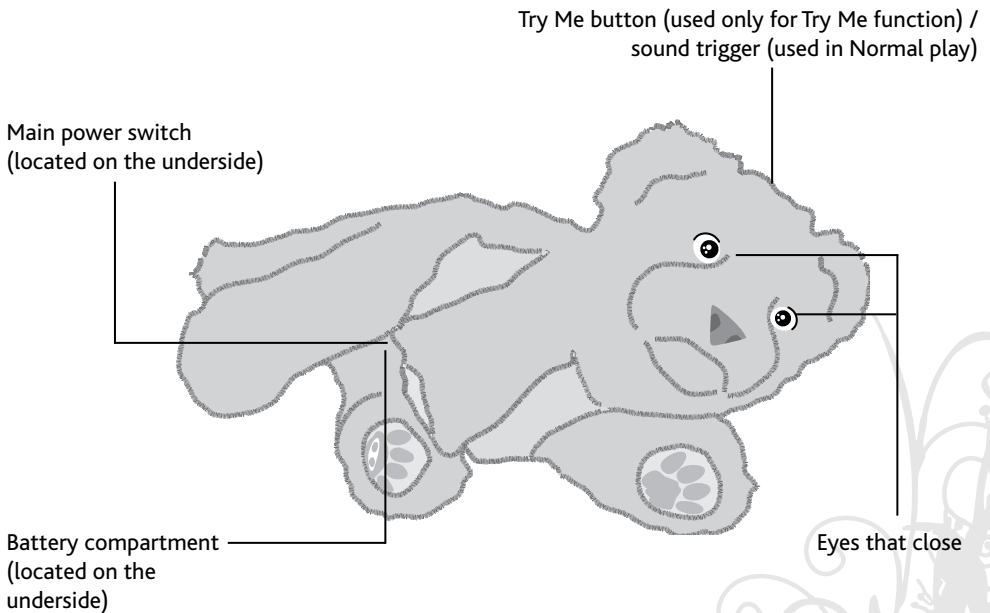 Try Me button (used only for Try Me function) /
sound trigger (used in Normal play)
Main power switch
(located on the underside)
Battery compartment
(located on the
underside)
Eyes that close